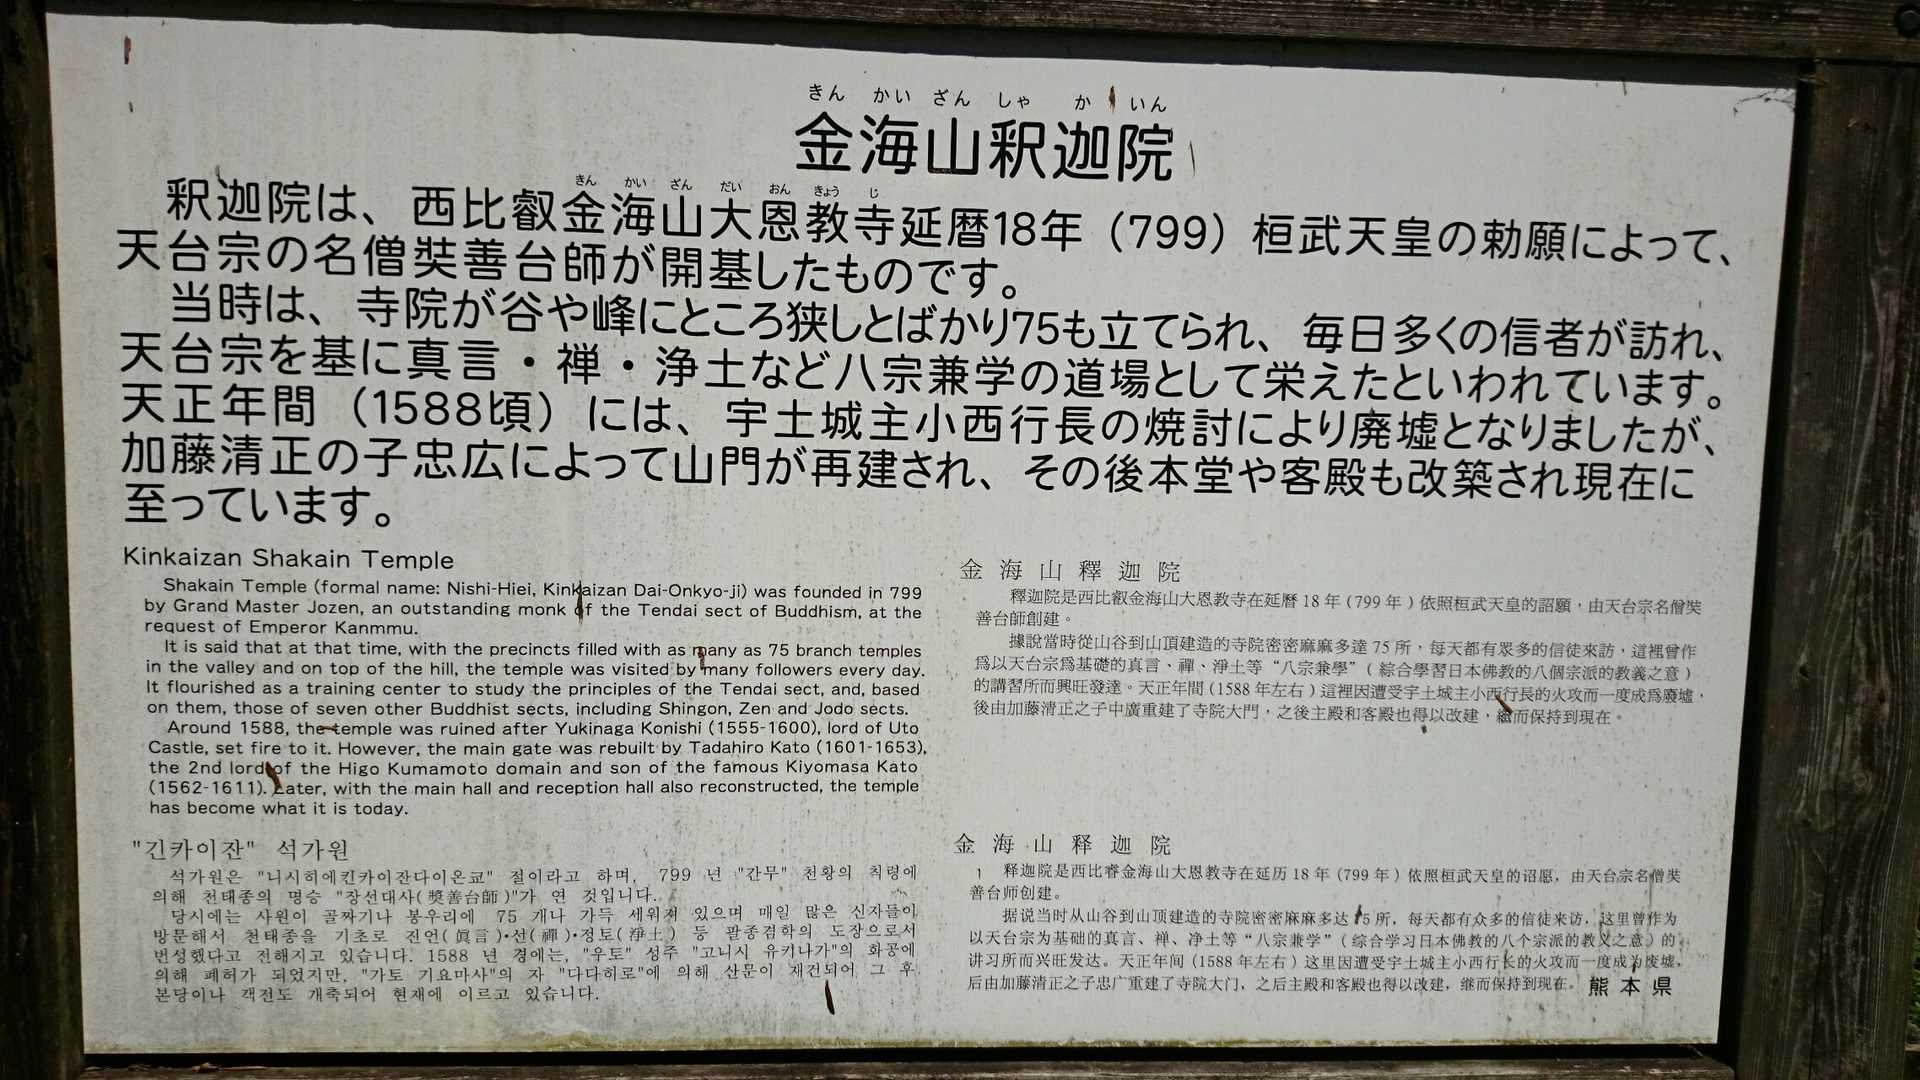 きん かい ざん しゃ か いん
金海山釈迦院
きん かい ざん だい おん きょう じ
釈迦院は、西比叡金海山大恩教寺延暦18年（799）桓武天皇の勅願によって、
天台宗の名僧奘善台師が開基したものです。
当時は、寺院が谷や峰にところ狭しとばかり75も立てられ、毎日多くの信者が訪れ、
天台宗を基に真言・禅・浄土など八宗兼学の道場として栄えたといわれています。
天正年間（1588頃）には、宇土城主小西行長の焼討により廃墟となりましたが、
加藤清正の子忠広によって山門が再建され、その後本堂や客殿も改築され現在に
至っています。
Kinkaizan Shakain Temple
Shakain Temple (formal name: Nishi-Hiei, Kinkaizan Dai-Onkyo-ji) was founded in 799
by Grand Master Jozen, an outstanding monk of the Tendai sect of Buddhism, at the
request of Emperor Kanmmu.
It is said that at that time, with the precincts filled with as many as 75 branch temples
in the valley and on top of the hill, the temple was visited by many followers every day.
It flourished as a training center to study the principles of the Tendai sect, and, based
on them, those of seven other Buddhist sects, including Shingon, Zen and Jodo sects.
Around 1588, the temple was ruined after Yukinaga Konishi (1555-1600), lord of Uto
Castle, set fire to it. However, the main gate was rebuilt by Tadahiro Kato (1601-1653),
the 2nd lord of the Higo Kumamoto domain and son of the famous Kiyomasa Kato
(1562-1611). Later, with the main hall and reception hall also reconstructed, the temple
has become what it is today.
金海山釋迦院
釋迦院是西比叡金海山大恩教寺在延曆18年(799年)依照桓武天皇的詔願，由天台宗名僧奘
善台師創建。
據說當時從山谷到山頂建造的寺院密密麻麻多達75所，每天都有眾多的信徒來訪，這裡曾作
爲以天台宗爲基礎的真言、禪、淨土等“八宗兼學”(綜合學習日本佛教的八個宗派的教義之意)
的講習所而興旺發達。天正年間(1588年左右)這裡因遭受宇土城主小西行長的火攻而一度成爲廢墟，
後由加藤清正之子中廣重建了寺院大門，之後主殿和客殿也得以改建，繼而保持到現在。
"긴카이잔" 석가원
석가원은 "니시히에킨카이잔다이온쿄" 절이라고 하며, 799 년 "간무" 천황의 칙령에
의해 천태종의 명승 "장선대사(奬善台師)"가 연 것입니다.
당시에는 사원이 골짜기나 봉우리에 75 개나 가득 세워져 있으며 매일 많은 신자들이
방문해서 천태종을 기초로 진언(眞言)•선(禪)•정토(淨土) 등 팔종겸학의 도장으로서
번성했다고 전해지고 있습니다. 1588 년 경에는, "우토" 성주 "고니시 유키나가"의 화공에
의해 폐허가 되었지만, "가토 기요마사"의 자 "다다히로"에 의해 산문이 재건되어 그 후
본당이나 객전도 개축되어 현재에 이르고 있습니다.
金海山释迦院
释迦院是西比睿金海山大恩教寺在延历18年(799年)依照桓武天皇的诏愿，由天台宗名僧奘
善台师创建。
据说当时从山谷到山顶建造的寺院密密麻麻多达75所，每天都有众多的信徒来访，这里曾作为
以天台宗为基础的真言、禅、净土等“八宗兼学”(综合学习日本佛教的八个宗派的教义之意)的
讲习所而兴旺发达。天正年间(1588年左右)这里因遭受宇土城主小西行长的火攻而一度成为废墟，
后由加藤清正之子忠广重建了寺院大门，之后主殿和客殿也得以改建，继而保持到现在。
熊本県